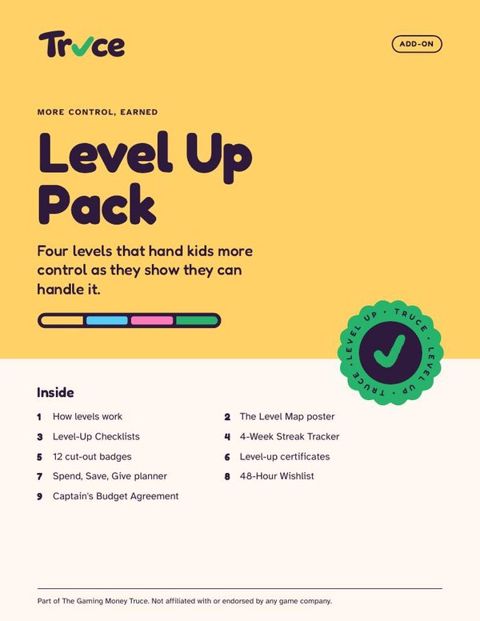 Truce
ADD-ON
MORE CONTROL, EARNED
Level Up
Pack
Four levels that hand kids more
control as they show they can
handle it.
LEVEL UP · TRUCE · LEVEL UP · TRUCE ·
Inside
1 How levels work
2 The Level Map poster
3 Level-Up Checklists
4 4-Week Streak Tracker
5 12 cut-out badges
6 Level-up certificates
7 Spend, Save, Give planner
8 48-Hour Wishlist
9 Captain's Budget Agreement
Part of The Gaming Money Truce. Not affiliated with or endorsed by any game company.